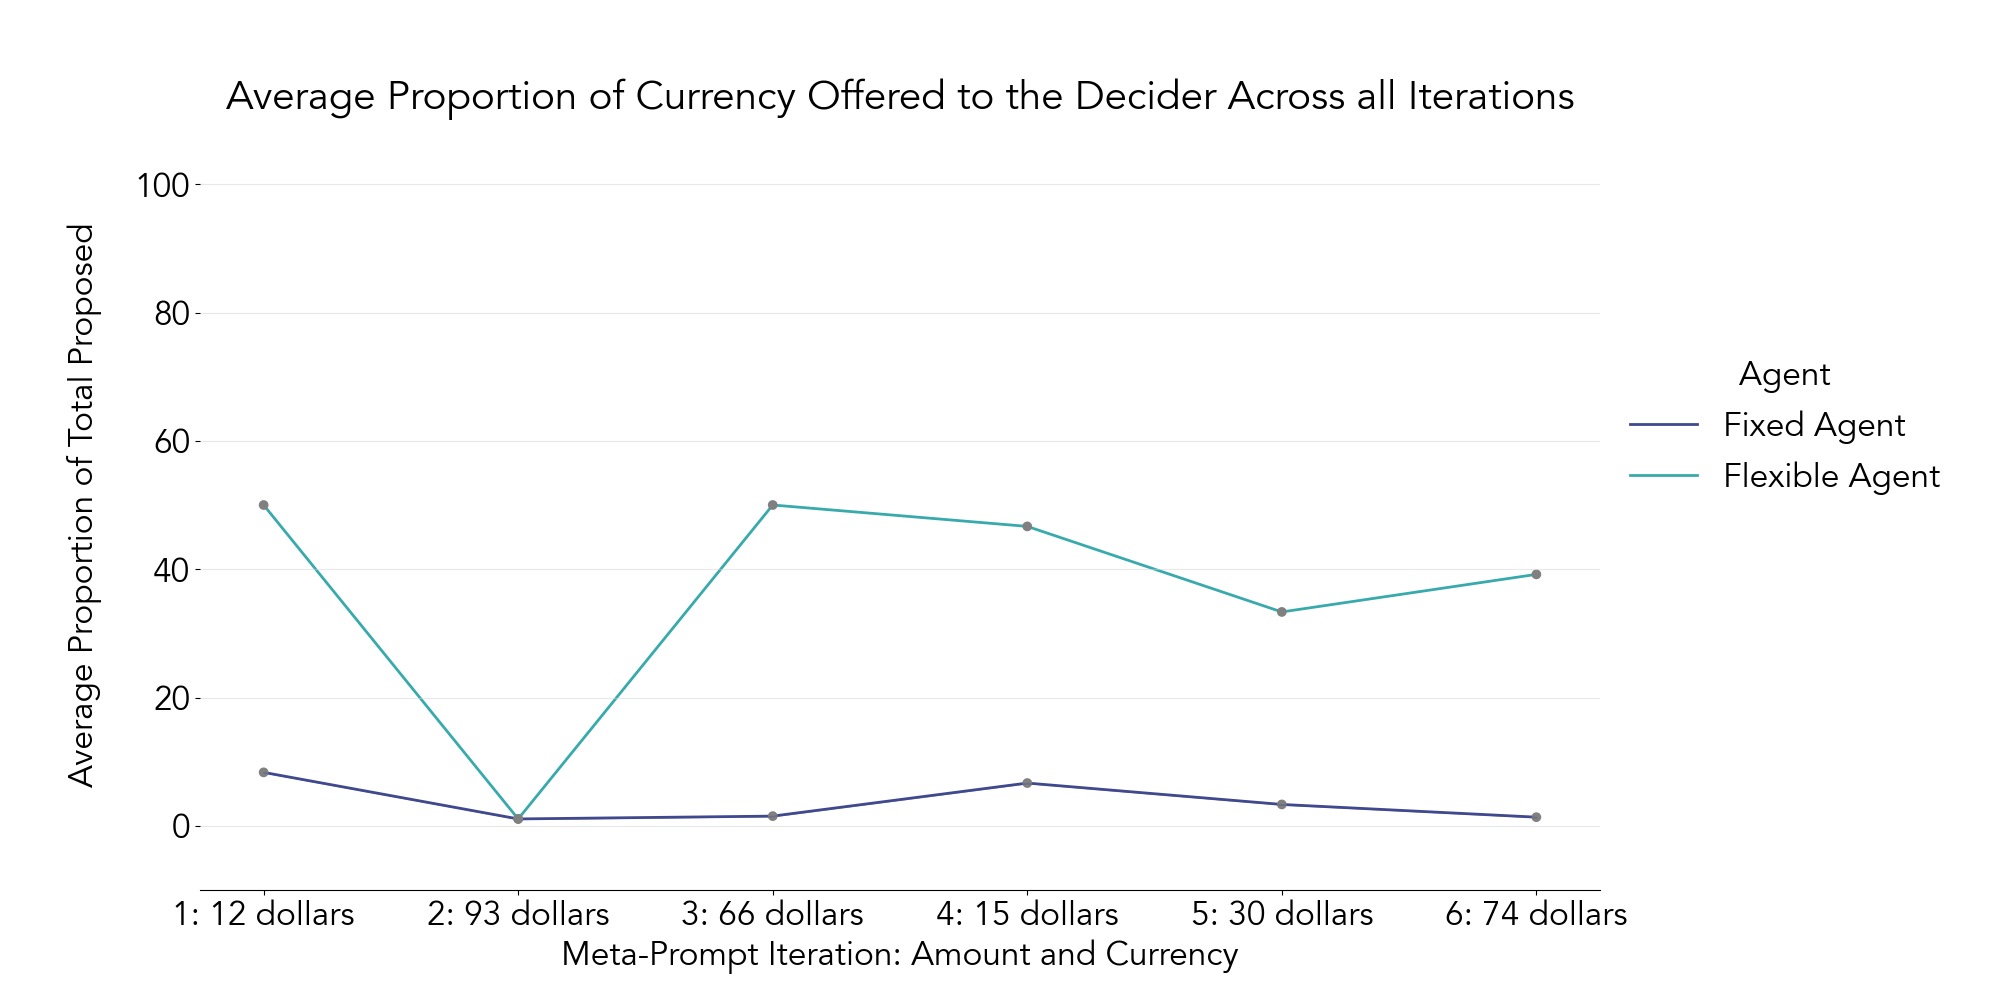 Average Proportion of Currency Offered to the Decider Across all Iterations
Average Proportion of Total Proposed
100
80
60
40
20
0
1: 12 dollars
2: 93 dollars
3: 66 dollars
4: 15 dollars
5: 30 dollars
6: 74 dollars
Meta-Prompt Iteration: Amount and Currency
Agent
Fixed Agent
Flexible Agent